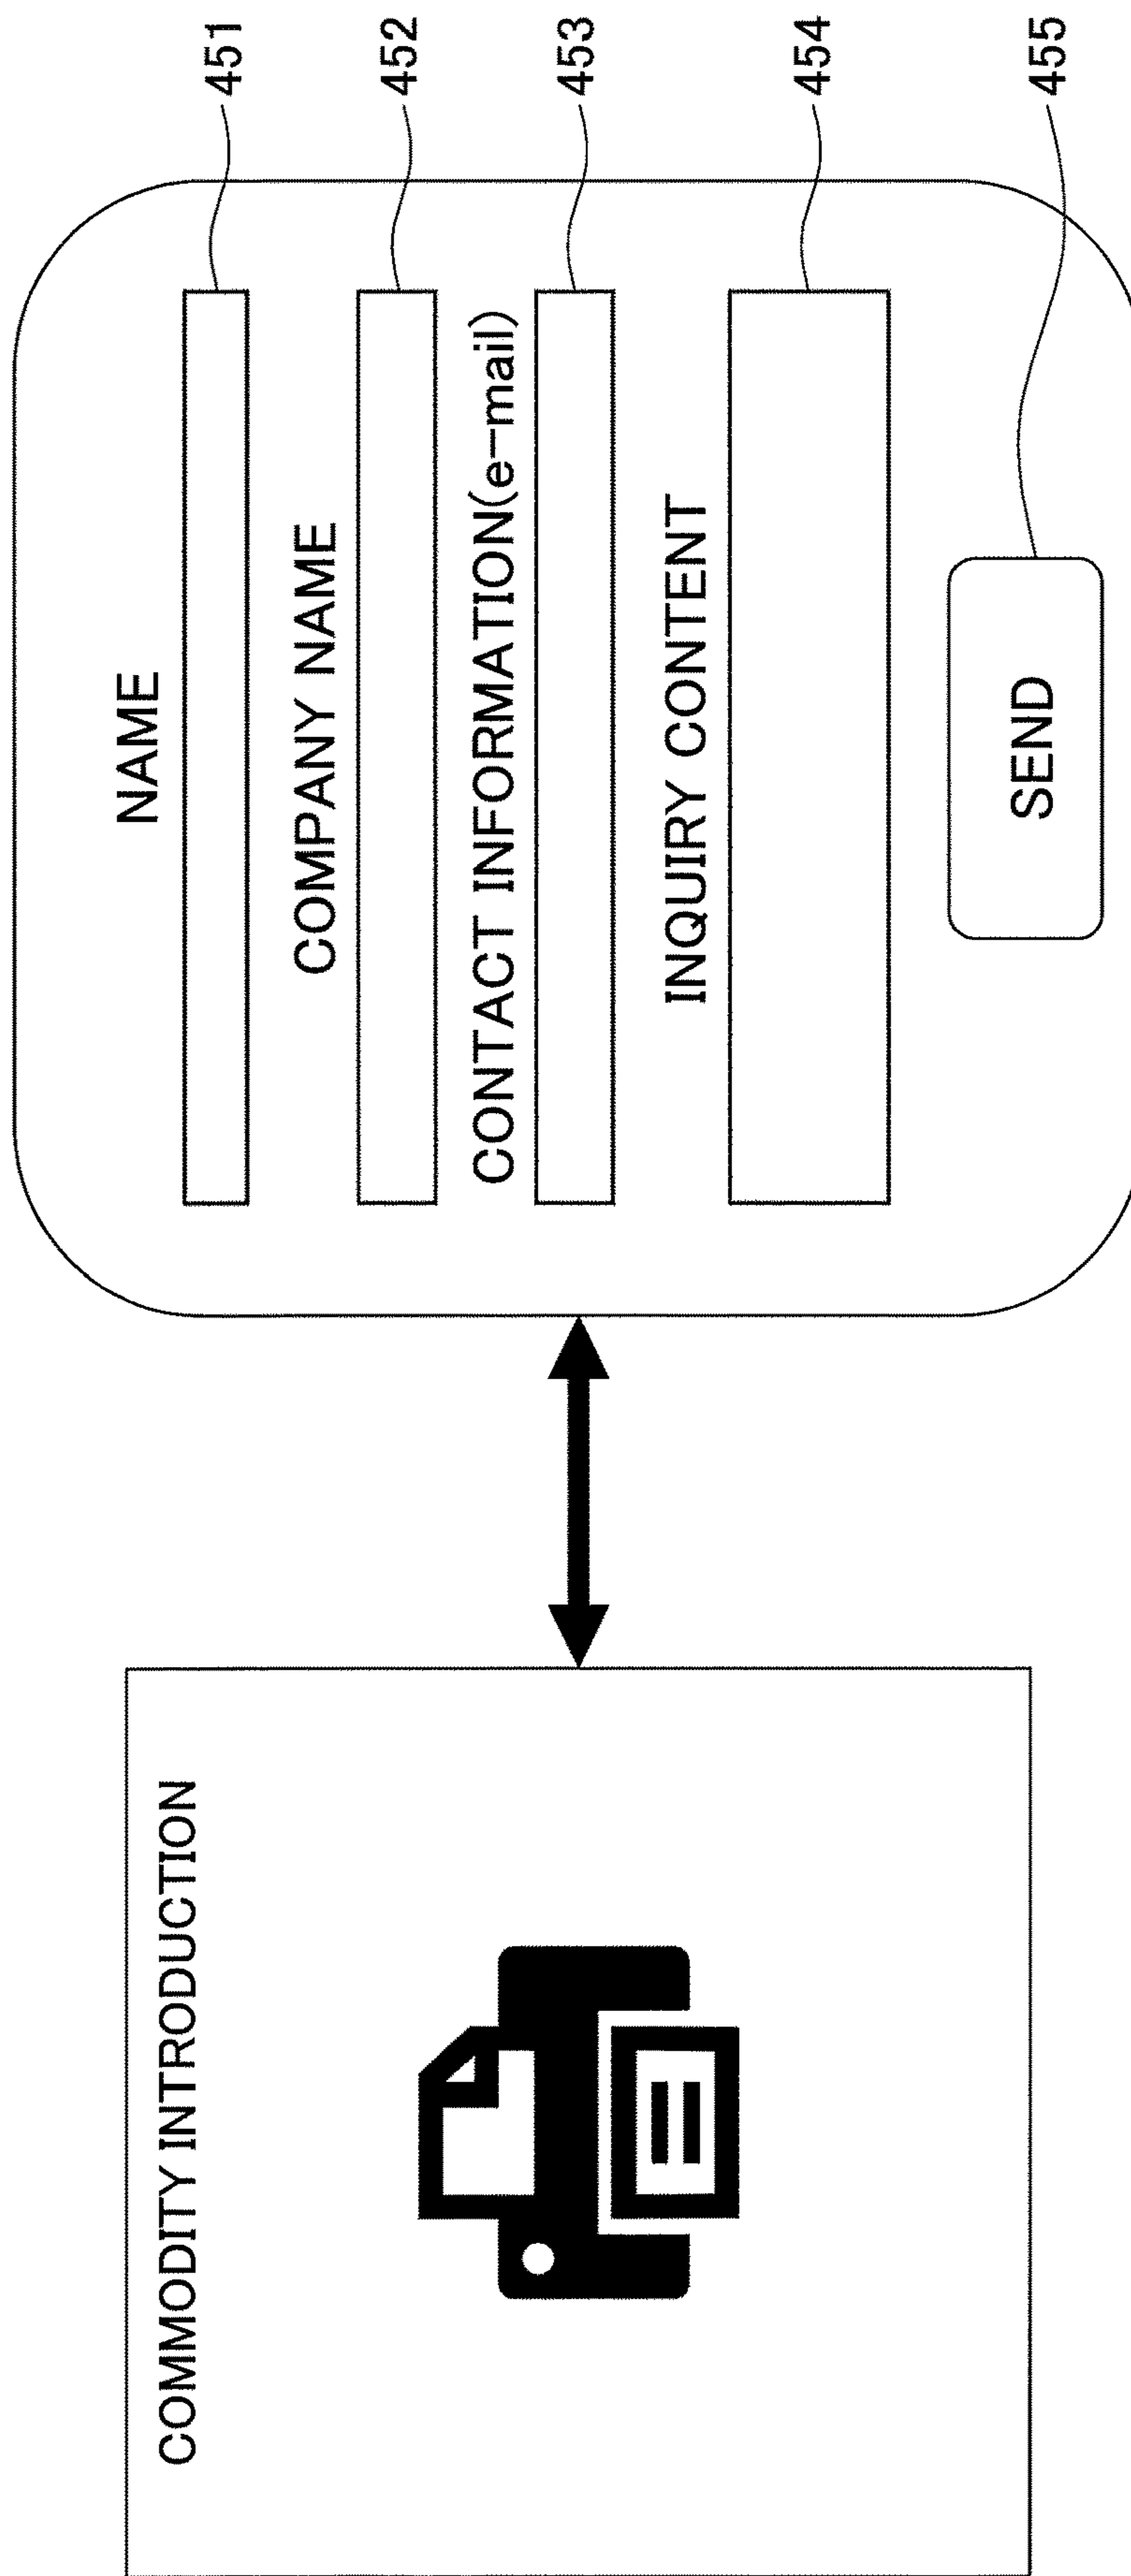 COMMODITY INTRODUCTION
NAME
451
COMPANY NAME
452
CONTACT INFORMATION(e-mail)
453
INQUIRY CONTENT
454
SEND
455